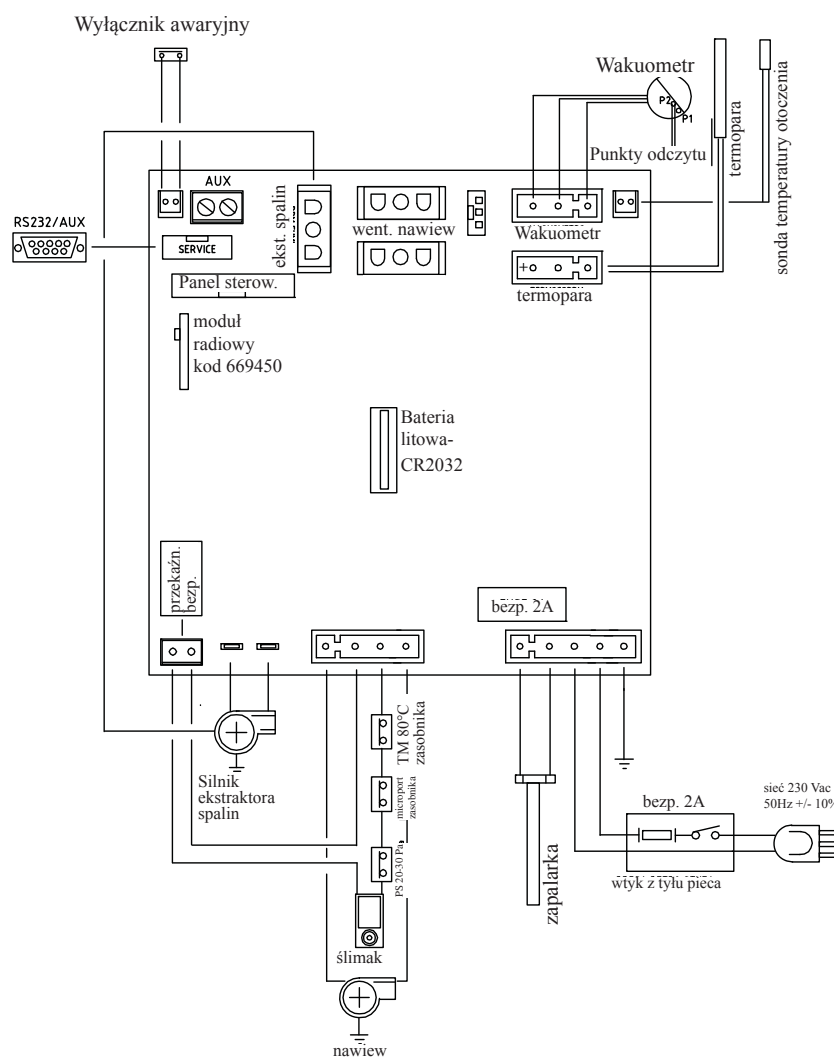 Wyłącznik awaryjny
Wakuometr
P2
P1
Punkty odczytu
termopara
sonda temperatury otoczenia
AUX
RS232/AUX
SERVICE
ekst. spalin
went. nawiew
Wakuometr
+
termopara
Panel sterow.
moduł
radiowy
kod 669450
Bateria
litowa-
CR2032
przekaźn.
bezp.
bezp. 2A
TM 80°C
zasobnika
microport
zasobnika
PS 20-30 Pa
Silnik
ekstraktora
spalin
ślimak
nawiew
zapalarka
bezp. 2A
wtyk z tyłu pieca
sieć 230 Vac
50Hz +/- 10%